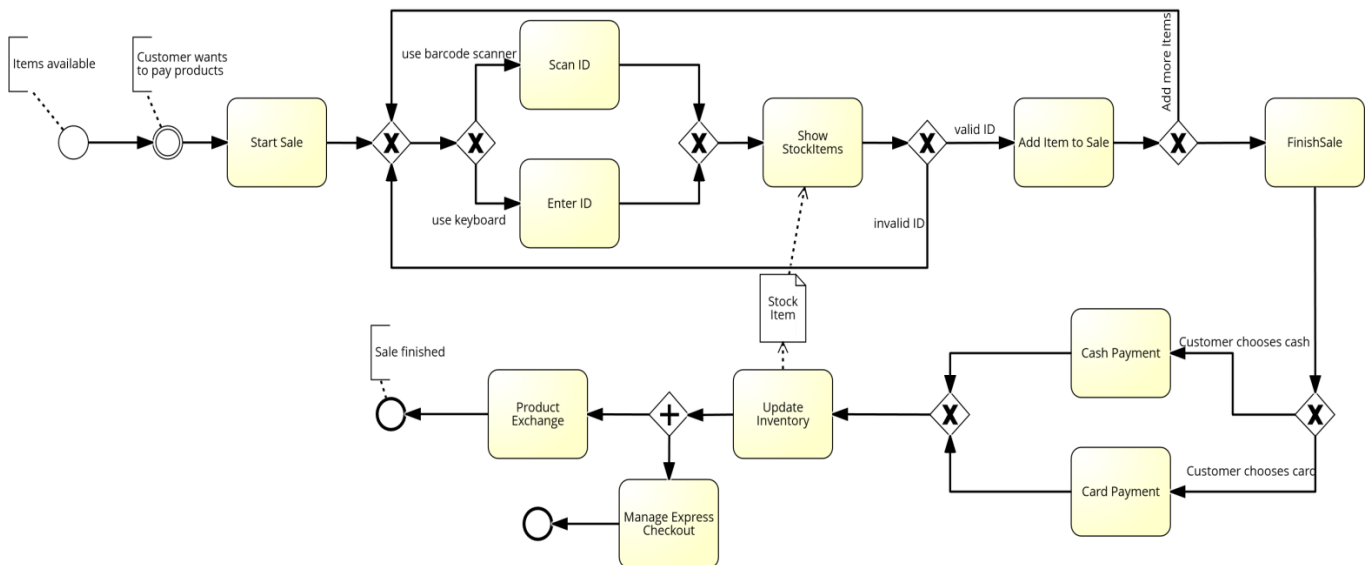 Items available
Customer wants
to pay products
Start Sale
use barcode scanner
Scan ID
use keyboard
Enter ID
Show
StockItems
valid ID
invalid ID
Add Item to Sale
Add more Items
FinishSale
Stock
Item
Customer chooses cash
Cash Payment
Customer chooses card
Card Payment
Update
Inventory
Product
Exchange
Sale finished
Manage Express
Checkout